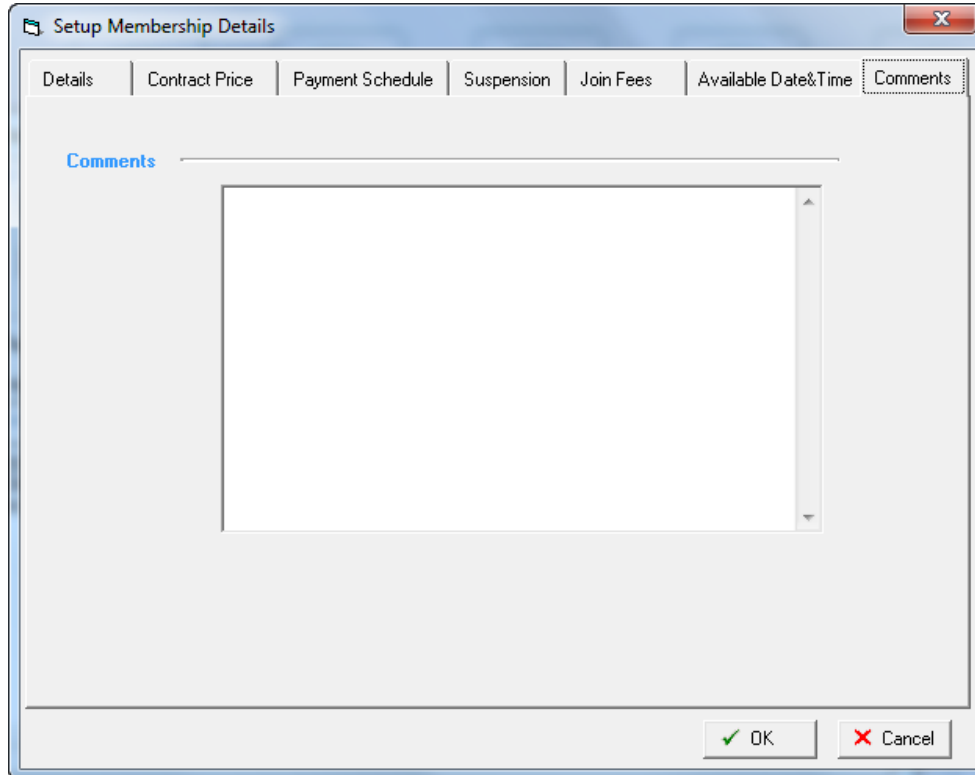 Setup Membership Details
Details Contract Price Payment Schedule Suspension Join Fees Available Date&Time Comments
Comments
OK Cancel